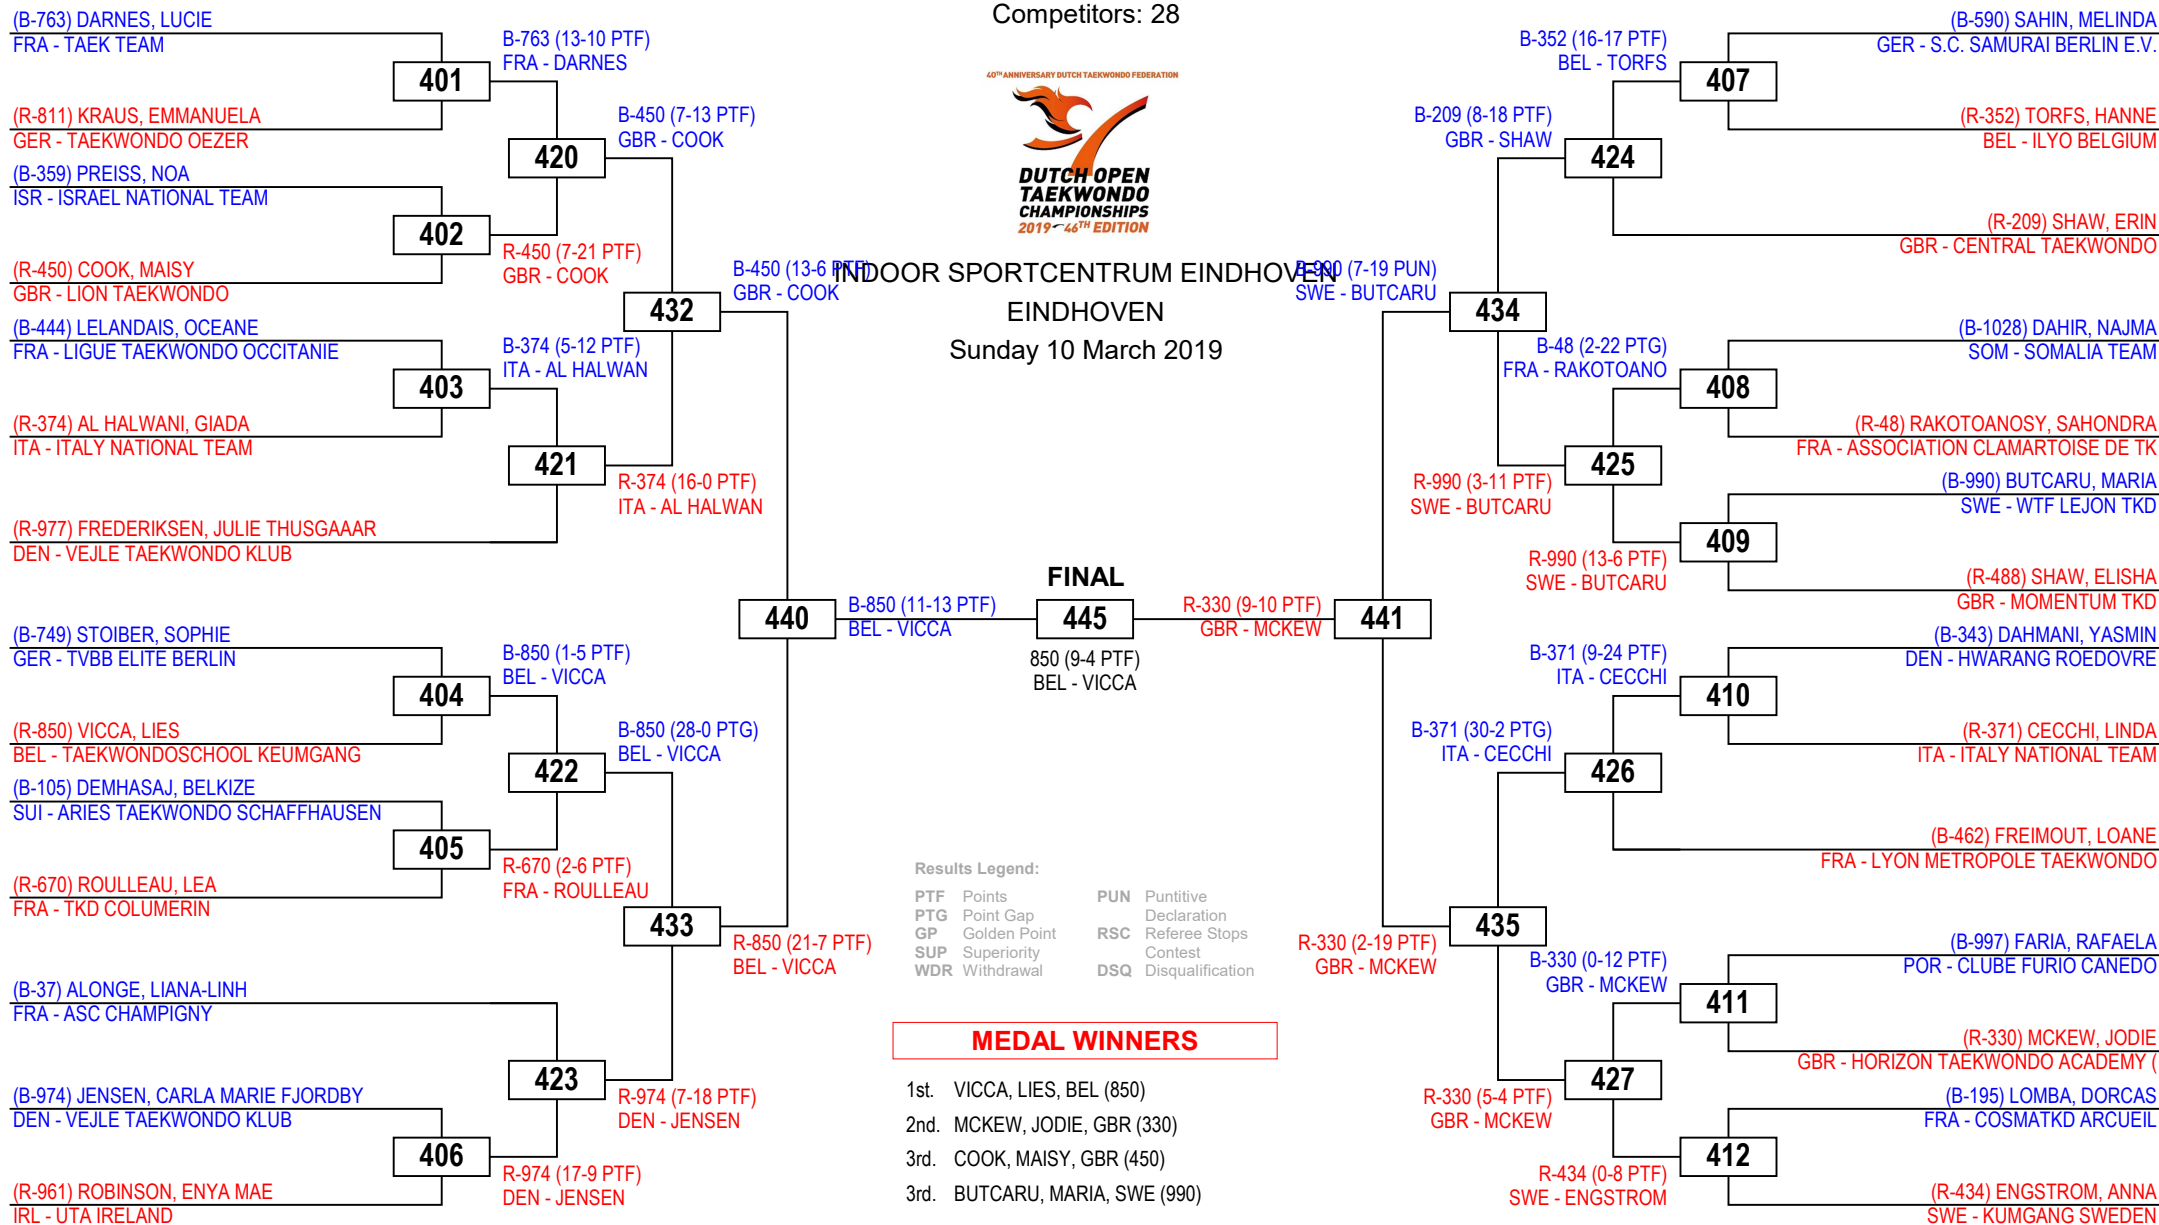 Competitors: 28
40TH ANNIVERSARY DUTCH TAEKWONDO FEDERATION
DUTCH OPEN
TAEKWONDO
CHAMPIONSHIPS
2019 46TH EDITION
INDOOR SPORTCENTRUM EINDHOVEN
EINDHOVEN
Sunday 10 March 2019
(B-763) DARNES, LUCIE
FRA - TAEK TEAM
401
(R-811) KRAUS, EMMANUELA
GER - TAEKWONDO OEZER
(B-359) PREISS, NOA
ISR - ISRAEL NATIONAL TEAM
402
(R-450) COOK, MAISY
GBR - LION TAEKWONDO
(B-444) LELANDAIS, OCEANE
FRA - LIGUE TAEKWONDO OCCITANIE
403
(R-374) AL HALWANI, GIADA
ITA - ITALY NATIONAL TEAM
(R-977) FREDERIKSEN, JULIE THUSGAAAR
DEN - VEJLE TAEKWONDO KLUB
(B-749) STOIBER, SOPHIE
GER - TVBB ELITE BERLIN
404
(R-850) VICCA, LIES
BEL - TAEKWONDOSCHOOL KEUMGANG
(B-105) DEMHASAJ, BELKIZE
SUI - ARIES TAEKWONDO SCHAFFHAUSEN
405
(R-670) ROULLEAU, LEA
FRA - TKD COLUMERIN
(B-37) ALONGE, LIANA-LINH
FRA - ASC CHAMPIGNY
(B-974) JENSEN, CARLA MARIE FJORDBY
DEN - VEJLE TAEKWONDO KLUB
406
(R-961) ROBINSON, ENYA MAE
IRL - UTA IRELAND
B-763 (13-10 PTF)
FRA - DARNES
420
R-450 (7-21 PTF)
GBR - COOK
B-374 (5-12 PTF)
ITA - AL HALWAN
421
B-850 (1-5 PTF)
BEL - VICCA
422
R-670 (2-6 PTF)
FRA - ROULLEAU
423
R-974 (17-9 PTF)
DEN - JENSEN
B-450 (7-13 PTF)
GBR - COOK
432
R-374 (16-0 PTF)
ITA - AL HALWAN
B-850 (28-0 PTG)
BEL - VICCA
433
R-974 (7-18 PTF)
DEN - JENSEN
B-450 (13-6 PTF)
GBR - COOK
440
R-850 (21-7 PTF)
BEL - VICCA
B-850 (11-13 PTF)
BEL - VICCA
FINAL
445
850 (9-4 PTF)
BEL - VICCA
R-330 (9-10 PTF)
GBR - MCKEW
441
B-990 (7-19 PUN)
SWE - BUTCARU
R-330 (2-19 PTF)
GBR - MCKEW
B-209 (8-18 PTF)
GBR - SHAW
434
R-990 (3-11 PTF)
SWE - BUTCARU
B-371 (30-2 PTG)
ITA - CECCHI
435
R-330 (5-4 PTF)
GBR - MCKEW
B-352 (16-17 PTF)
BEL - TORFS
424
B-48 (2-22 PTG)
FRA - RAKOTOANO
425
R-990 (13-6 PTF)
SWE - BUTCARU
B-371 (9-24 PTF)
ITA - CECCHI
426
B-330 (0-12 PTF)
GBR - MCKEW
427
R-434 (0-8 PTF)
SWE - ENGSTROM
(B-590) SAHIN, MELINDA
GER - S.C. SAMURAI BERLIN E.V.
407
(R-352) TORFS, HANNE
BEL - ILYO BELGIUM
(R-209) SHAW, ERIN
GBR - CENTRAL TAEKWONDO
(B-1028) DAHIR, NAJMA
SOM - SOMALIA TEAM
408
(R-48) RAKOTOANOSY, SAHONDRA
FRA - ASSOCIATION CLAMARTOISE DE TK
(B-990) BUTCARU, MARIA
SWE - WTF LEJON TKD
409
(R-488) SHAW, ELISHA
GBR - MOMENTUM TKD
(B-343) DAHMANI, YASMIN
DEN - HWARANG ROEDOVRE
410
(R-371) CECCHI, LINDA
ITA - ITALY NATIONAL TEAM
(B-462) FREIMOUT, LOANE
FRA - LYON METROPOLE TAEKWONDO
(B-997) FARIA, RAFAELA
POR - CLUBE FURIO CANEDO
411
(R-330) MCKEW, JODIE
GBR - HORIZON TAEKWONDO ACADEMY (
(B-195) LOMBA, DORCAS
FRA - COSMATKD ARCUEIL
412
(R-434) ENGSTROM, ANNA
SWE - KUMGANG SWEDEN
Results Legend:
PTF Points
PTG Point Gap
GP Golden Point
SUP Superiority
WDR Withdrawal
PUN Puntitive
Declaration
RSC Referee Stops
Contest
DSQ Disqualification
MEDAL WINNERS
1st. VICCA, LIES, BEL (850)
2nd. MCKEW, JODIE, GBR (330)
3rd. COOK, MAISY, GBR (450)
3rd. BUTCARU, MARIA, SWE (990)